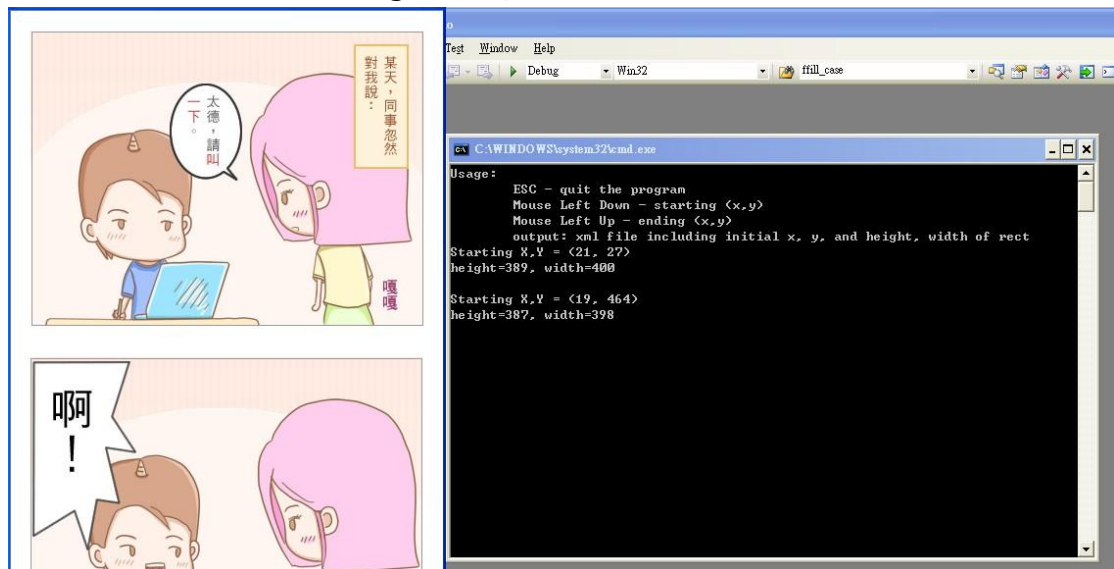 某天，同事忽然
對我說：
太德，請叫
一下。
嘎嘎
啊！
o
Test Window Help
Debug Win32 ffill_case
C:\WINDOWS\system32\cmd.exe
Usage:
ESC - quit the program
Mouse Left Down - starting (x,y)
Mouse Left Up - ending (x,y)
output: xml file including initial x, y, and height, width of rect
Starting X,Y = (21, 27)
height=389, width=400
Starting X,Y = (19, 464)
height=387, width=398